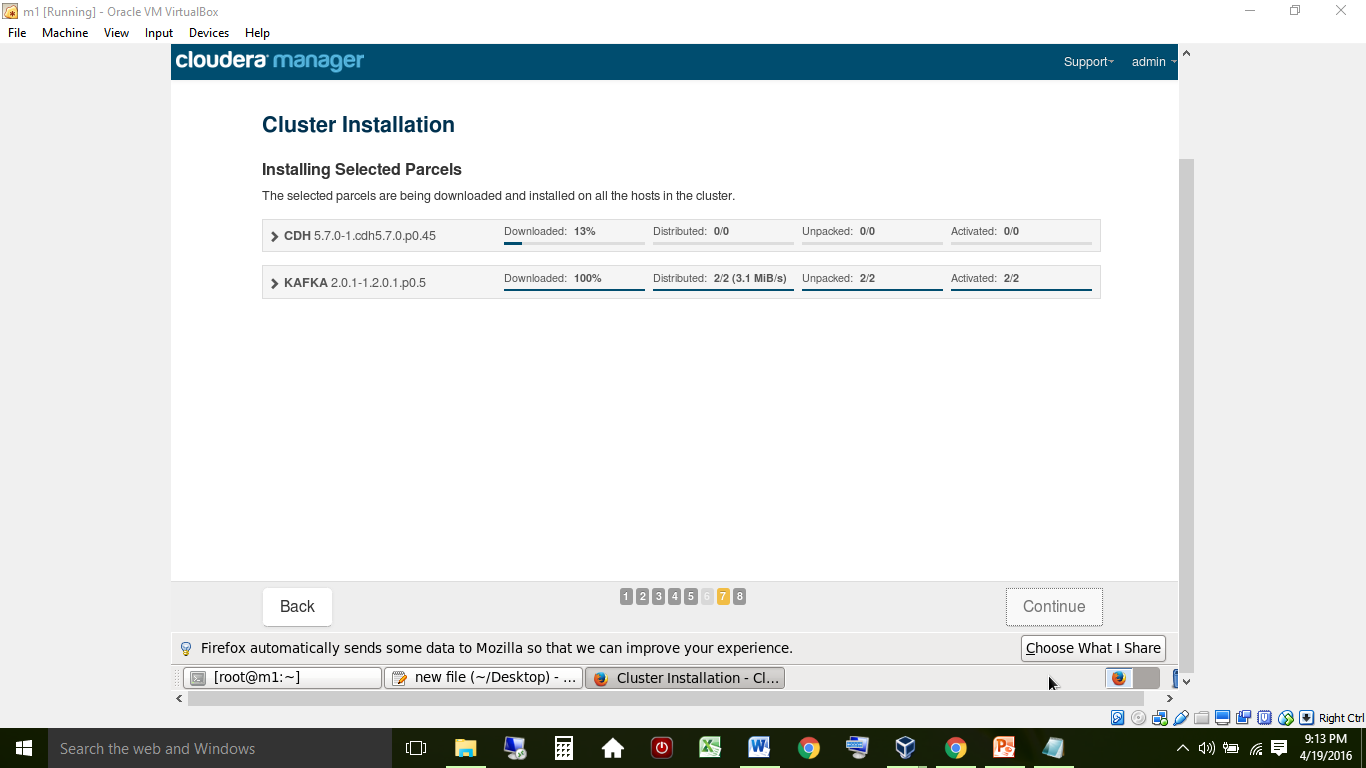 m1 [Running] - Oracle VM VirtualBox
File Machine View Input Devices Help
cloudera manager
Support admin
Cluster Installation
Installing Selected Parcels
The selected parcels are being downloaded and installed on all the hosts in the cluster.
CDH 5.7.0-1.cdh5.7.0.p0.45 Downloaded: 13% Distributed: 0/0 Unpacked: 0/0 Activated: 0/0
KAFKA 2.0.1-1.2.0.1.p0.5 Downloaded: 100% Distributed: 2/2 (3.1 MiB/s) Unpacked: 2/2 Activated: 2/2
Back 1 2 3 4 5 6 7 8 Continue
Firefox automatically sends some data to Mozilla so that we can improve your experience. Choose What I Share
[root@m1:~] new file (~/Desktop) - ... Cluster Installation - Cl...
Right Ctrl
Search the web and Windows
9:13 PM
4/19/2016